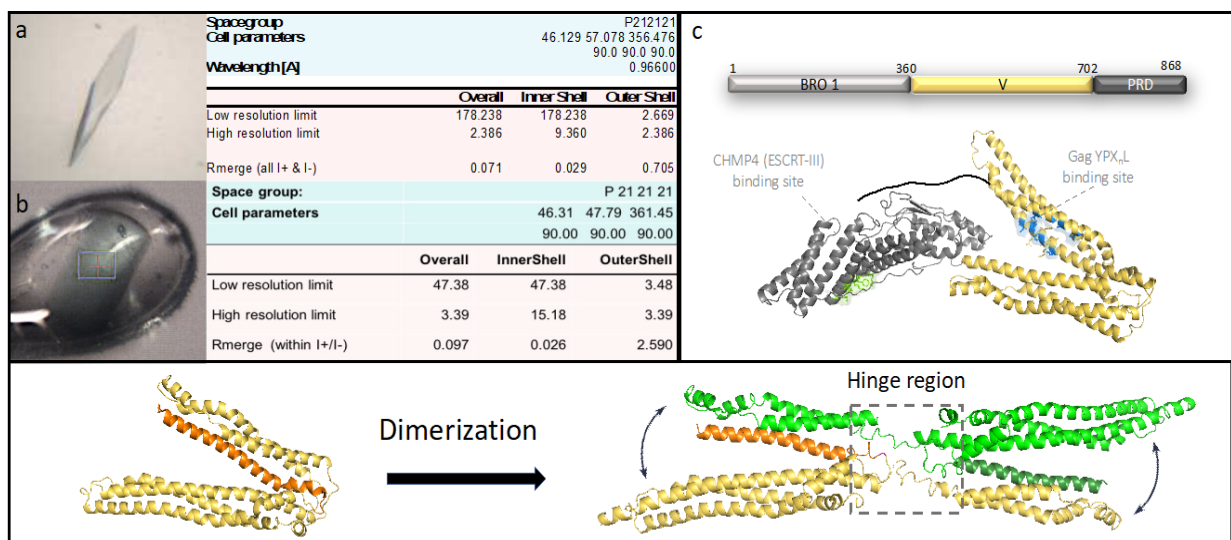 a
Spacegroup P212121
Cell parameters 46.129 57.078 356.476
90.0 90.0 90.0
Wavelength [A] 0.96600
Overall Inner Shell Outer Shell
Low resolution limit 178.238 178.238 2.669
High resolution limit 2.386 9.360 2.386
Rmerge (all I+ & I-) 0.071 0.029 0.705
b
Space group: P 21 21 21
Cell parameters 46.31 47.79 361.45
90.00 90.00 90.00
Overall InnerShell OuterShell
Low resolution limit 47.38 47.38 3.48
High resolution limit 3.39 15.18 3.39
Rmerge (within I+/I-) 0.097 0.026 2.590
c
1 360 702 868
BRO 1 V PRD
CHMP4 (ESCRT-III)
binding site
Gag YPXnL
binding site
Dimerization
Hinge region